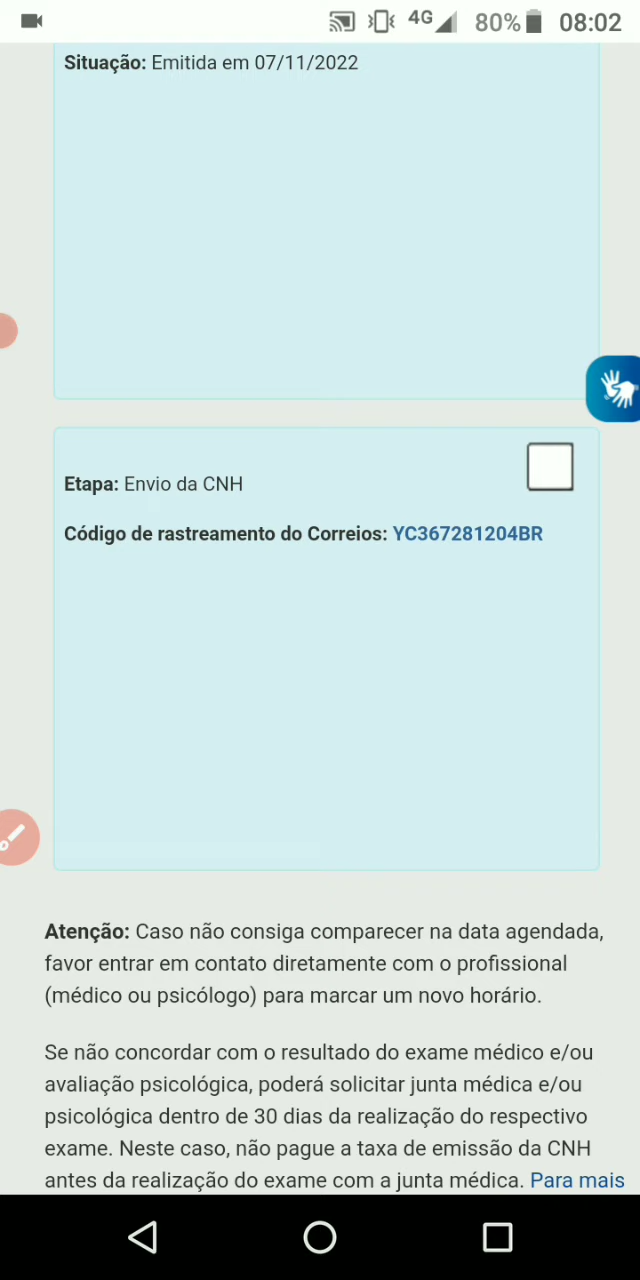 4G 80% 08:02
Situação: Emitida em 07/11/2022
Etapa: Envio da CNH
Código de rastreamento do Correios: YC367281204BR
Atenção: Caso não consiga comparecer na data agendada,
favor entrar em contato diretamente com o profissional
(médico ou psicólogo) para marcar um novo horário.
Se não concordar com o resultado do exame médico e/ou
avaliação psicológica, poderá solicitar junta médica e/ou
psicológica dentro de 30 dias da realização do respectivo
exame. Neste caso, não pague a taxa de emissão da CNH
antes da realização do exame com a junta médica. Para mais